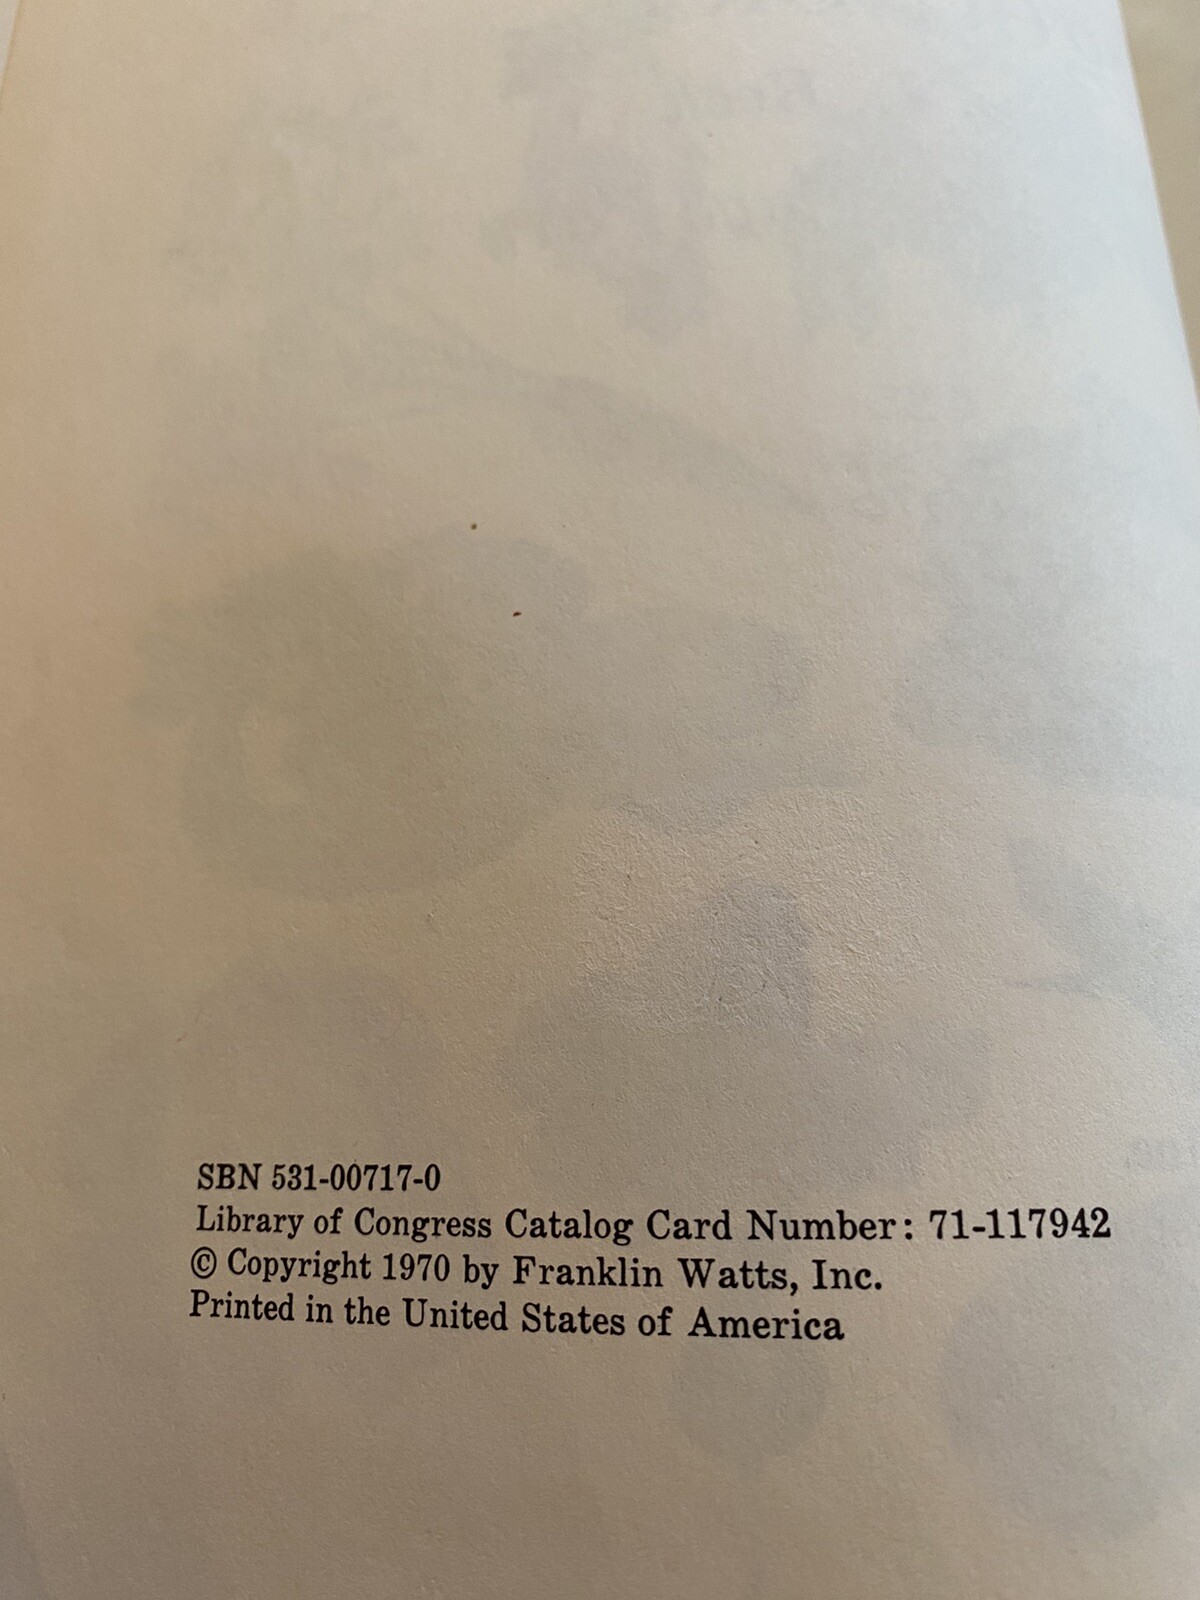 SBN 531-00717-0
Library of Congress Catalog Card Number: 71-117942
© Copyright 1970 by Franklin Watts, Inc.
Printed in the United States of America